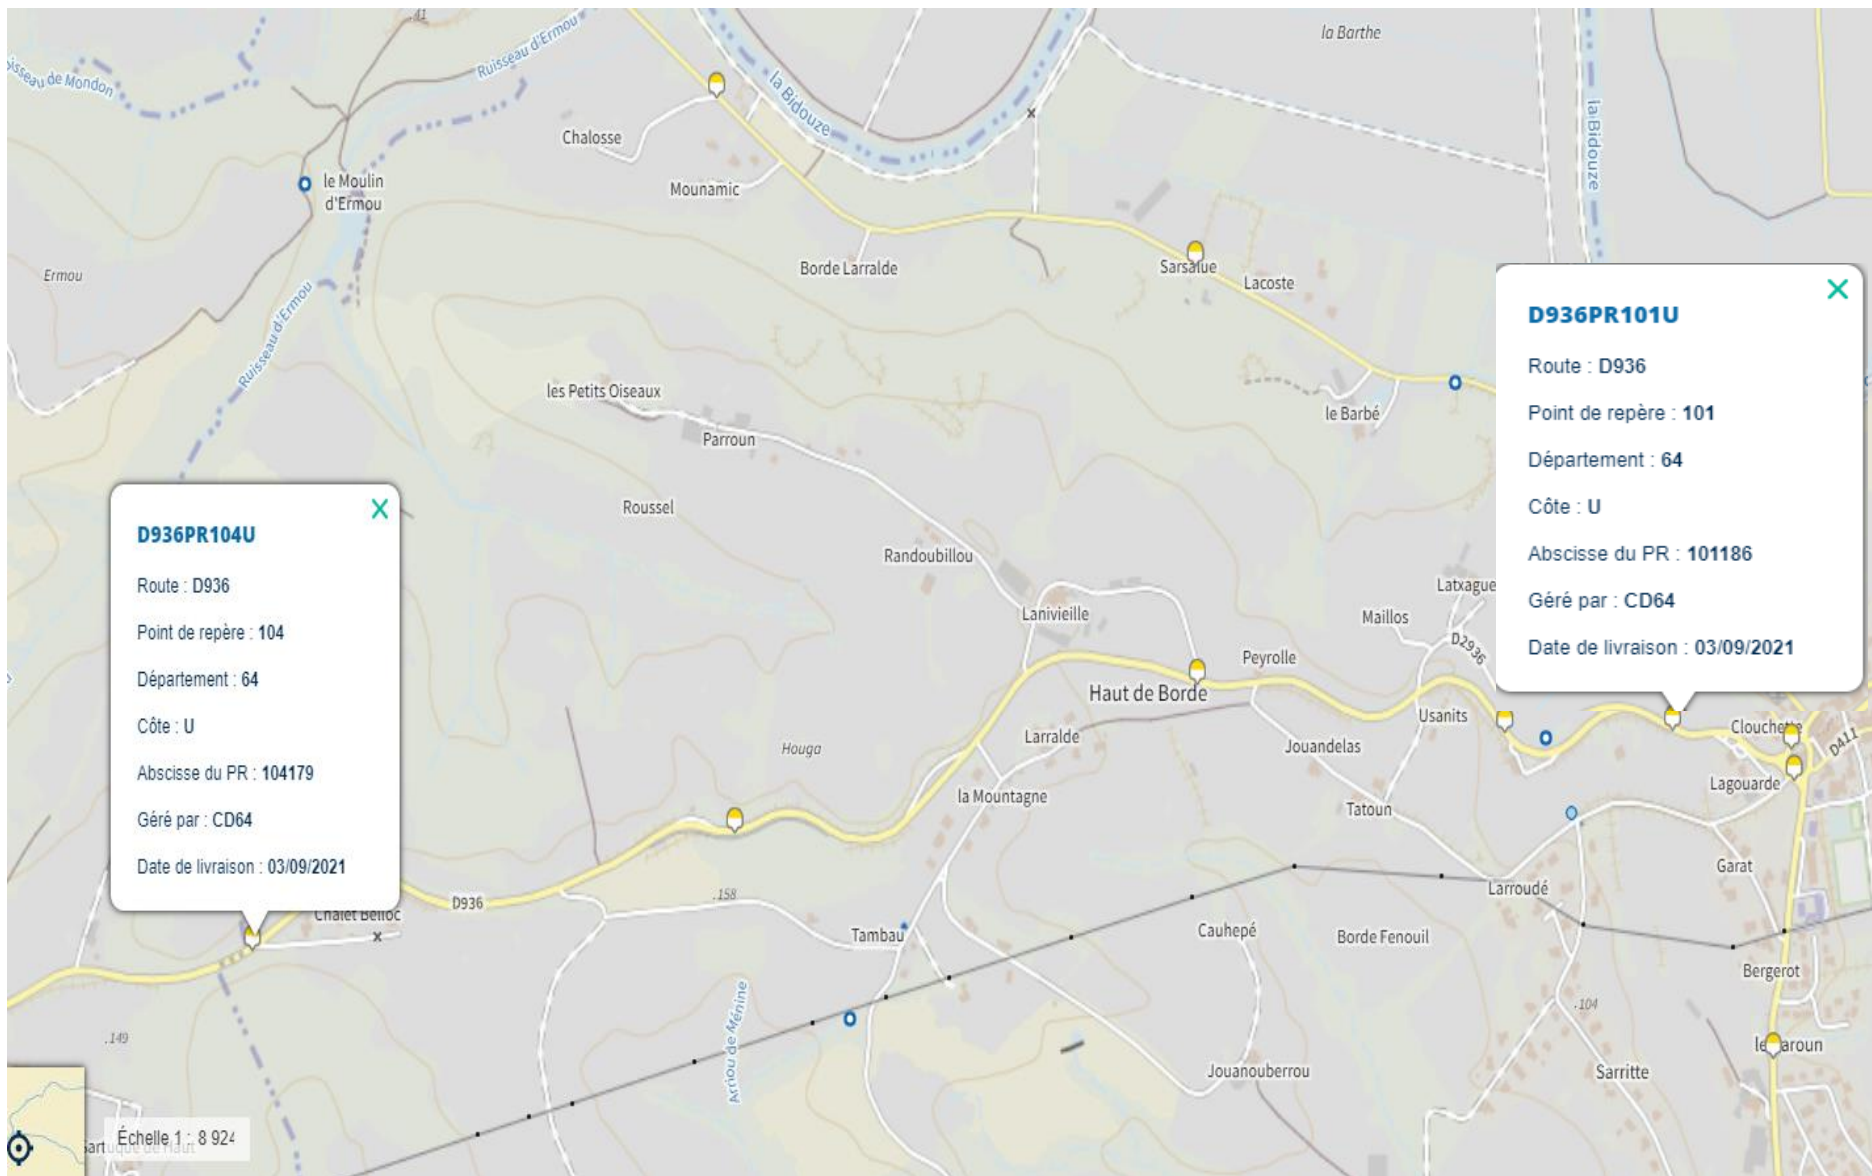 41
la Barthe
Ruisseau d'Ermou
la Bidouze
la Bidouze
Chalosse
le Moulin
d'Ermou
Mounamic
Ermou
Borde Larralde
Sarsalue
Lacoste
Ruisseau d'Ermou
D936PR101U
Route : D936
Point de repère : 101
Département : 64
Côte : U
Abscisse du PR : 101186
Géré par : CD64
Date de livraison : 03/09/2021
les Petits Oiseaux
le Barbé
Parroun
Roussel
D936PR104U
Route : D936
Point de repère : 104
Département : 64
Côte : U
Abscisse du PR : 104179
Géré par : CD64
Date de livraison : 03/09/2021
Randoubillou
Latxague
Lanivieille
Maillos
D2936
Peyrolle
Haut de Borde
Usanits
Clouchette
Larralde
Jouandelas
D411
Houga
Lagouarde
la Mountagne
Tatoun
Garat
.158
Larroudé
D936
Chalet Belloc
Tambau
Cauhepé
Borde Fenouil
Bergerot
.104
Arriou de Ménine
.149
Jouanouberrou
Sarritte
Échelle 1 : 8 924